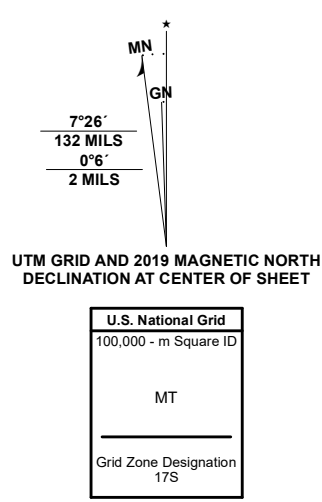 MN
GN
7°26´
132 MILS
0°6´
2 MILS
UTM GRID AND 2019 MAGNETIC NORTH
DECLINATION AT CENTER OF SHEET
U.S. National Grid
100,000 - m Square ID
MT
Grid Zone Designation
17S